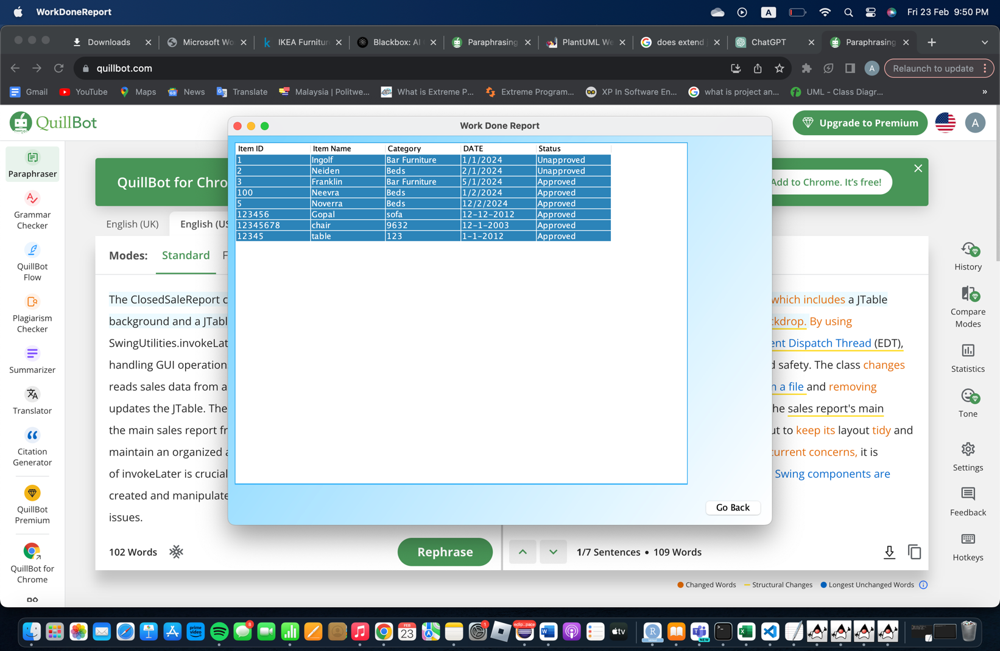 WorkDoneReport
A
Fri 23 Feb 9:50 PM
Downloads
Microsoft Wo
IKEA Furnitur
Blackbox: AI
Paraphrasing
PlantUML We
does extend
ChatGPT
Paraphrasing
quillbot.com
A
Relaunch to update
Gmail
YouTube
Maps
News
Translate
Malaysia | Politwe...
What is Extreme P...
Extreme Program...
XP In Software En...
what is project an...
UML - Class Diagr...
»
QuillBot
Work Done Report
Upgrade to Premium
A
Item ID Item Name Category DATE Status
1 Ingolf Bar Furniture 1/1/2024 Unapproved
2 Neiden Beds 2/1/2024 Unapproved
3 Franklin Bar Furniture 5/1/2024 Approved
100 Neevra Beds 1/2/2024 Approved
5 Noverra Beds 12/2/2024 Approved
123456 Gopal sofa 12-12-2012 Approved
12345678 chair 9632 12-1-2003 Approved
12345 table 123 1-1-2012 Approved
Go Back
Paraphraser
Grammar
Checker
QuillBot
Flow
Plagiarism
Checker
Summarizer
Translator
Citation
Generator
QuillBot
Premium
QuillBot for
Chrome
QuillBot for Chro
Add to Chrome. It's free!
English (UK)
English (US
Modes:
Standard
F
The ClosedSaleReport c
background and a JTabl
SwingUtilities.invokeLat
handling GUI operation
reads sales data from a
updates the JTable. The
the main sales report fr
maintain an organized a
of invokeLater is crucial
created and manipulate
issues.
102 Words
Rephrase
which includes a JTable
ckdrop. By using
ent Dispatch Thread (EDT),
d safety. The class changes
n a file and removing
he sales report's main
ut to keep its layout tidy and
current concerns, it is
Swing components are
1/7 Sentences • 109 Words
Changed Words
Structural Changes
Longest Unchanged Words
History
Compare
Modes
Statistics
Tone
Settings
Feedback
Hotkeys
prime
video
8
FEB
23
1
eclip...pace
W
tv
R
NEW
X